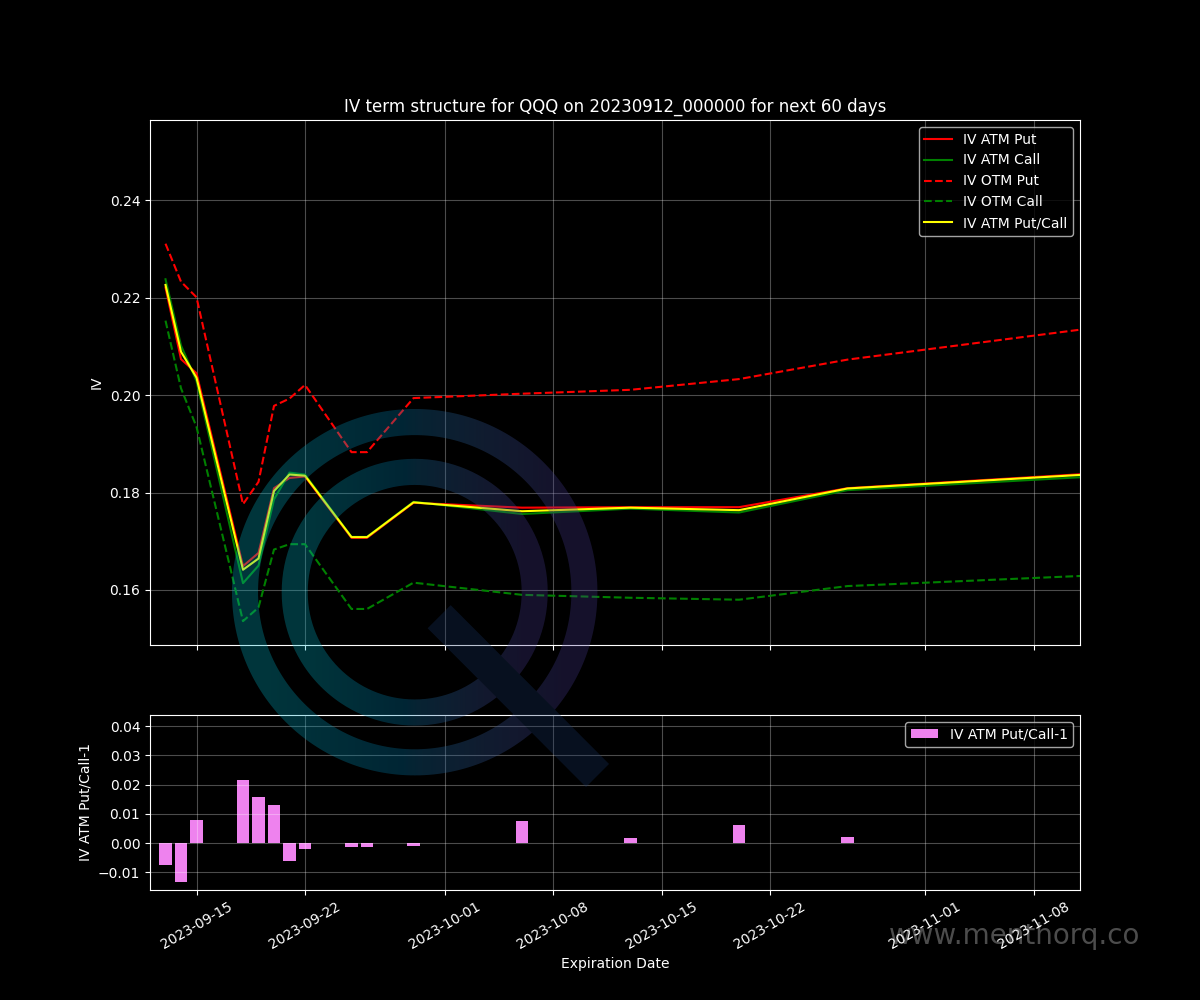 IV term structure for QQQ on 20230912_000000 for next 60 days
IV
0.24
0.22
0.20
0.18
0.16
IV ATM Put
IV ATM Call
IV OTM Put
IV OTM Call
IV ATM Put/Call
IV ATM Put/Call-1
0.04
0.03
0.02
0.01
0.00
−0.01
IV ATM Put/Call-1
2023-09-15
2023-09-22
2023-10-01
2023-10-08
2023-10-15
2023-10-22
2023-11-01
2023-11-08
www.menthorq.co
Expiration Date